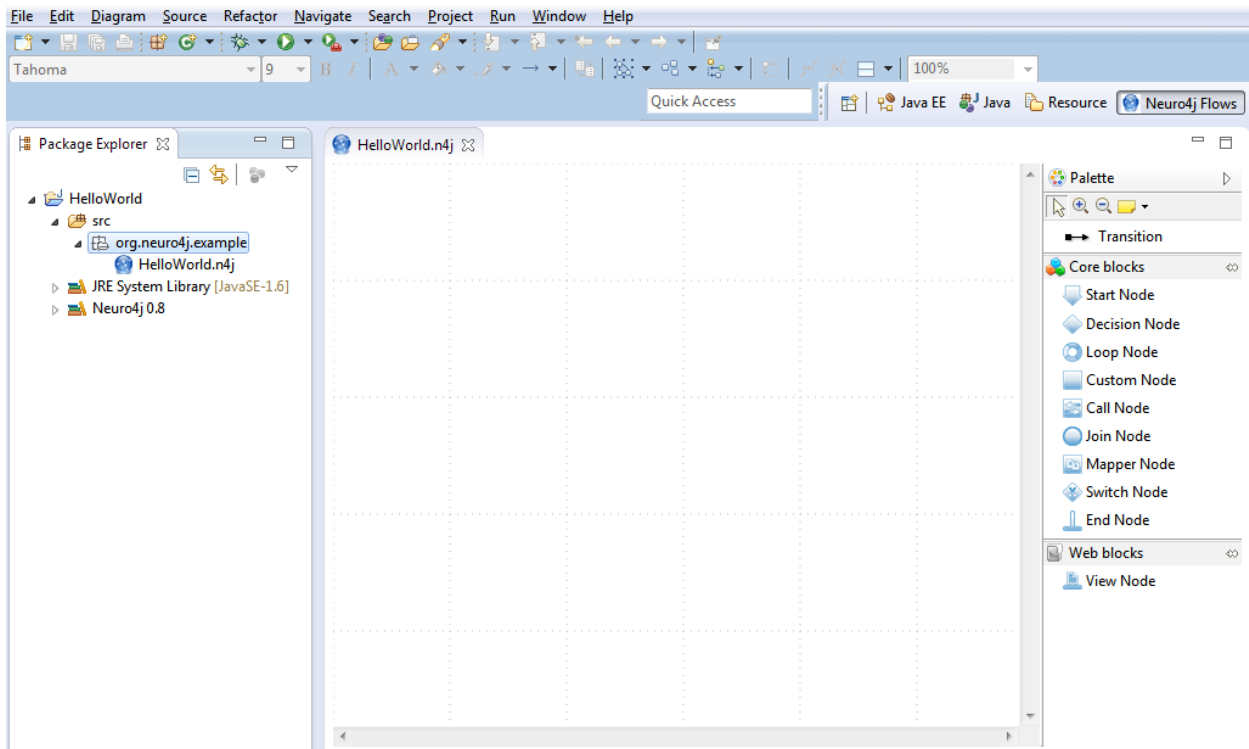 File Edit Diagram Source Refactor Navigate Search Project Run Window Help
Tahoma 9 B I A 100%
Quick Access Java EE Java Resource Neuro4j Flows
Package Explorer
HelloWorld
src
org.neuro4j.example
HelloWorld.n4j
JRE System Library [JavaSE-1.6]
Neuro4j 0.8
HelloWorld.n4j
Palette
Transition
Core blocks
Start Node
Decision Node
Loop Node
Custom Node
Call Node
Join Node
Mapper Node
Switch Node
End Node
Web blocks
View Node